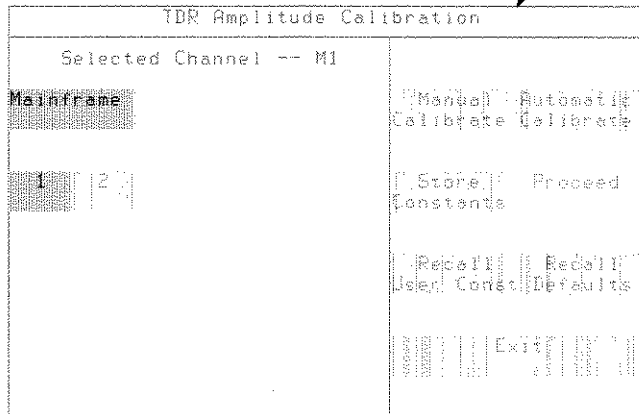 TDR Amplitude Calibration
Selected Channel -- M1
Mainframe
1 2
Manual Calibrate
Automatic Calibrate
Store Constants
Proceed
Recall User Const
Recall Defaults
Exit